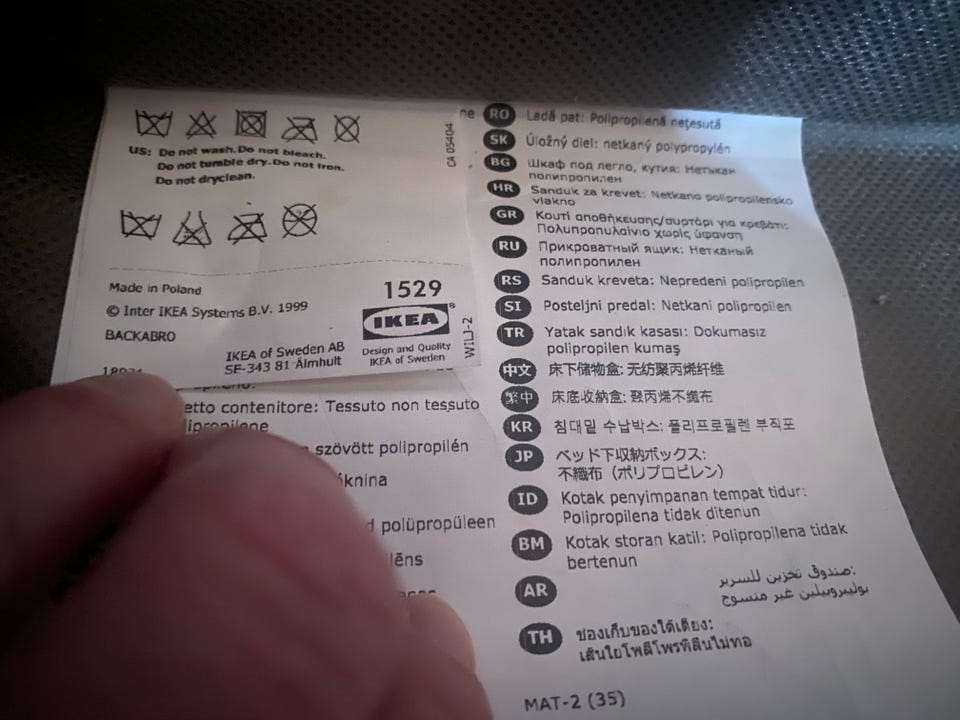 US: Do not wash. Do not bleach.
Do not tumble dry. Do not iron.
Do not dryclean.
CA 05404
Made in Poland
© Inter IKEA Systems B.V. 1999
BACKABRO
1529
IKEA®
Design and Quality
IKEA of Sweden
IKEA of Sweden AB
SE-343 81 Älmhult
WILJ-2
etto contenitore: Tessuto non tessuto
lipropilene
szövött polipropilén
d polüpropüleen
ne
RO Ladă pat: Polipropilenă neţesută
SK Úložný diel: netkaný polypropylén
BG Шкаф под легло, кутия: Нетъкан
полипропилен
HR Sanduk za krevet: Netkano polipropilensko
vlakno
GR Κουτί αποθήκευσης/συρτάρι για κρεβάτι:
Πολυπροπυλαίνιο χωρίς ύφανση
RU Прикроватный ящик: Нетканый
полипропилен
RS Sanduk kreveta: Nepredeni polipropilen
SI Posteljni predal: Netkani polipropilen
TR Yatak sandık kasası: Dokumasız
polipropilen kumaş
中文 床下储物盒: 无纺聚丙烯纤维
繁中 床底收納盒: 聚丙烯不織布
KR 침대밑 수납박스: 폴리프로필렌 부직포
JP ベッド下収納ボックス:
不織布（ポリプロピレン）
ID Kotak penyimpanan tempat tidur:
Polipropilena tidak ditenun
BM Kotak storan katil: Polipropilena tidak
bertenun
AR صندوق تخزين للسرير:
بوليبروبيلين غير منسوج
TH ช่องเก็บของใต้เตียง:
เส้นใยโพลีโพรพิลีนไม่ทอ
MAT-2 (35)